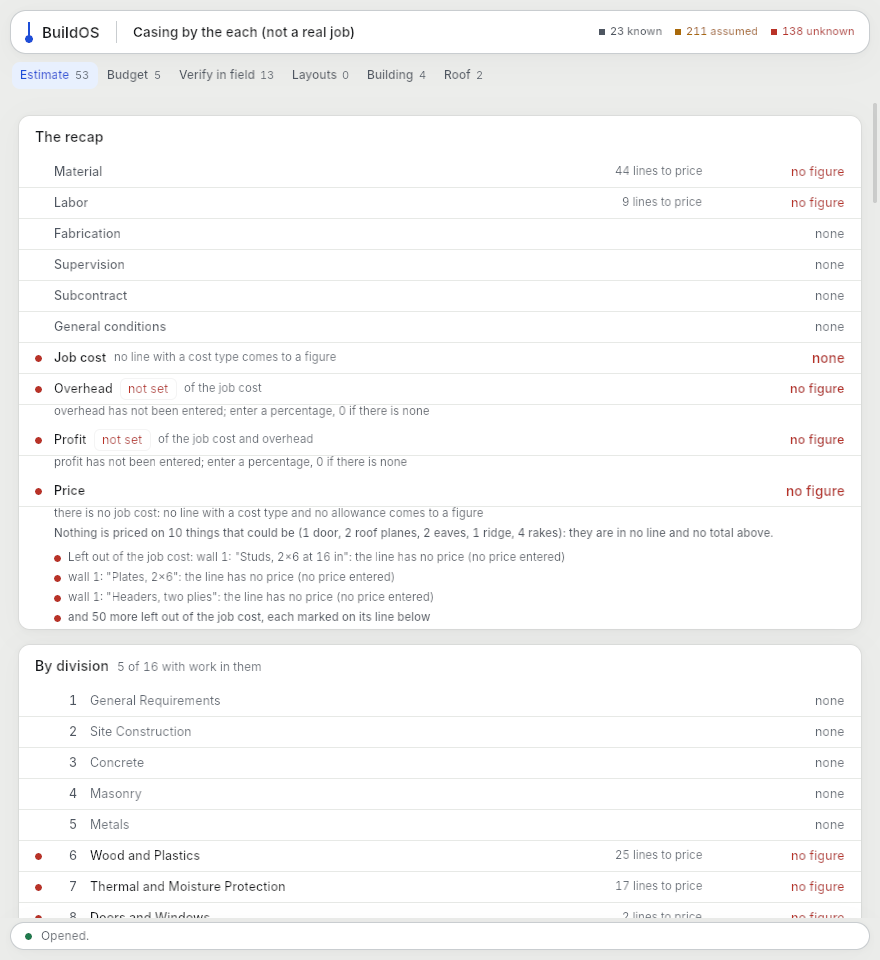 BuildOS Casing by the each (not a real job) 23 known 211 assumed 138 unknown
Estimate 53 Budget 5 Verify in field 13 Layouts 0 Building 4 Roof 2
The recap
Material 44 lines to price no figure
Labor 9 lines to price no figure
Fabrication none
Supervision none
Subcontract none
General conditions none
Job cost no line with a cost type comes to a figure none
Overhead not set of the job cost no figure
overhead has not been entered; enter a percentage, 0 if there is none
Profit not set of the job cost and overhead no figure
profit has not been entered; enter a percentage, 0 if there is none
Price no figure
there is no job cost: no line with a cost type and no allowance comes to a figure
Nothing is priced on 10 things that could be (1 door, 2 roof planes, 2 eaves, 1 ridge, 4 rakes): they are in no line and no total above.
Left out of the job cost: wall 1: "Studs, 2×6 at 16 in": the line has no price (no price entered)
wall 1: "Plates, 2×6": the line has no price (no price entered)
wall 1: "Headers, two plies": the line has no price (no price entered)
and 50 more left out of the job cost, each marked on its line below
By division 5 of 16 with work in them
1 General Requirements none
2 Site Construction none
3 Concrete none
4 Masonry none
5 Metals none
6 Wood and Plastics 25 lines to price no figure
7 Thermal and Moisture Protection 17 lines to price no figure
8 Doors and Windows 2 lines to price no figure
Opened.